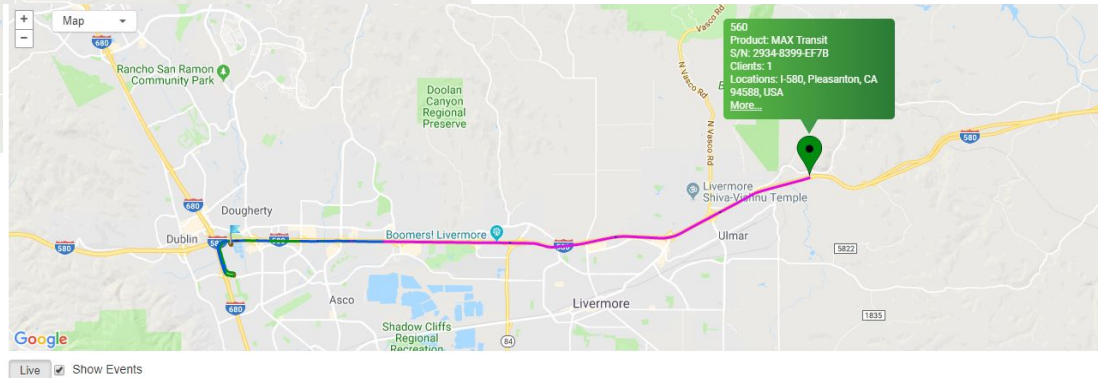 +
−
Map
680
Rancho San Ramon
Community Park
Doolan
Canyon
Regional
Preserve
Vasco Rd
N Vasco Rd
N Vasco Rd
560
Product: MAX Transit
S/N: 2934-8399-EF7B
Clients: 1
Locations: I-580, Pleasanton, CA
94588, USA
More...
580
Livermore
Shiva-Vishnu Temple
680
Dougherty
Dublin
580
Boomers! Livermore
Ulmar
580
5822
680
Asco
Livermore
1835
Shadow Cliffs
Regional
Recreation
84
Google
Live
Show Events